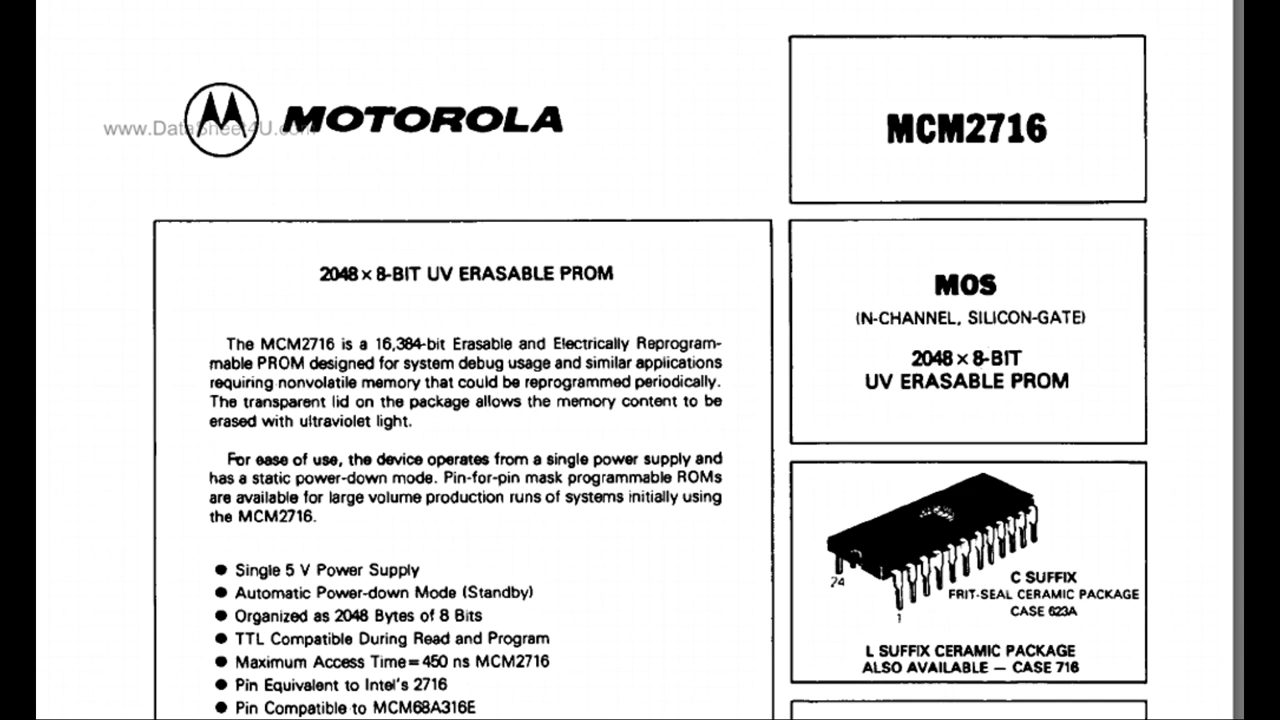 www.DataSheet4U.com
MOTOROLA
MCM2716
2048 × 8-BIT UV ERASABLE PROM
The MCM2716 is a 16,384-bit Erasable and Electrically Reprogram-
mable PROM designed for system debug usage and similar applications
requiring nonvolatile memory that could be reprogrammed periodically.
The transparent lid on the package allows the memory content to be
erased with ultraviolet light.
For ease of use, the device operates from a single power supply and
has a static power-down mode. Pin-for-pin mask programmable ROMs
are available for large volume production runs of systems initially using
the MCM2716.
● Single 5 V Power Supply
● Automatic Power-down Mode (Standby)
● Organized as 2048 Bytes of 8 Bits
● TTL Compatible During Read and Program
● Maximum Access Time = 450 ns MCM2716
● Pin Equivalent to Intel's 2716
● Pin Compatible to MCM68A316E
MOS
(N-CHANNEL, SILICON-GATE)
2048 × 8-BIT
UV ERASABLE PROM
24
1
C SUFFIX
FRIT-SEAL CERAMIC PACKAGE
CASE 623A
L SUFFIX CERAMIC PACKAGE
ALSO AVAILABLE — CASE 716